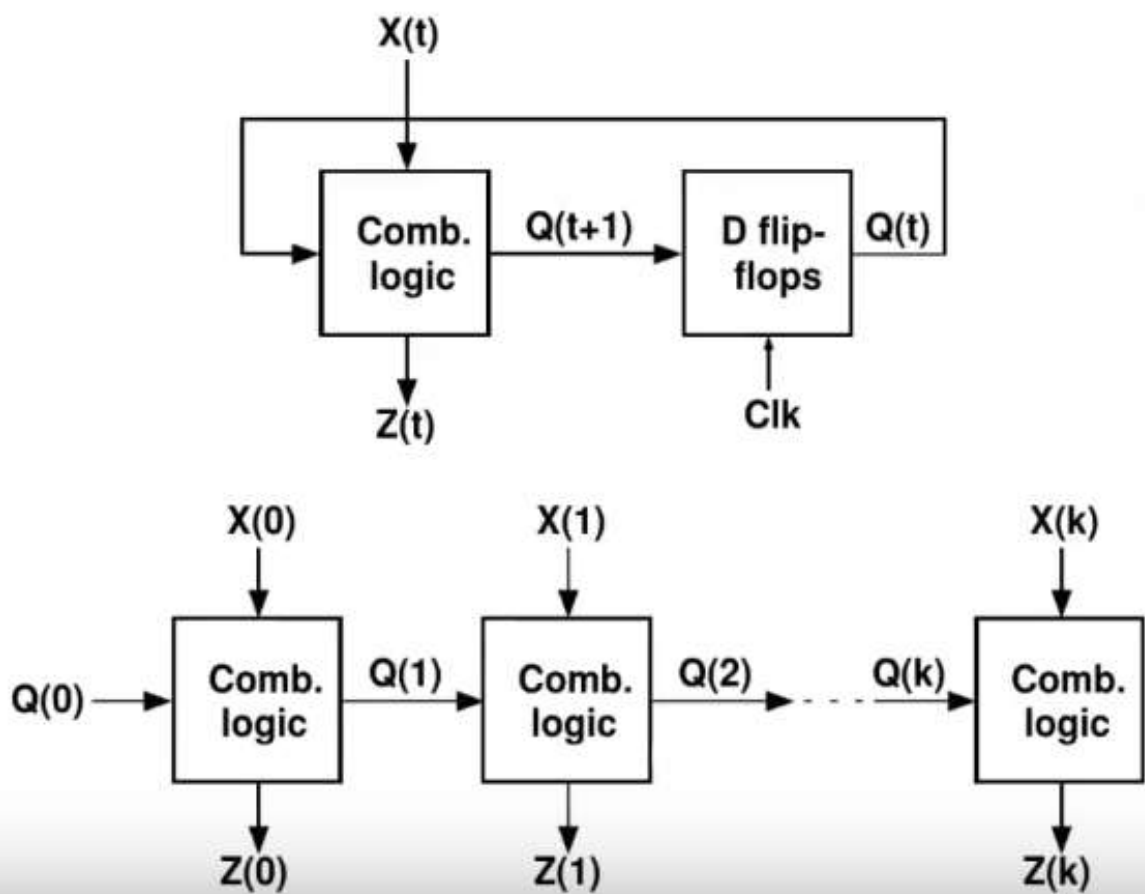 X(t)
Comb.
logic
Q(t+1)
D flip-
flops
Q(t)
Z(t)
Clk
X(0)
X(1)
X(k)
Q(0)
Comb.
logic
Q(1)
Comb.
logic
Q(2)
Q(k)
Comb.
logic
Z(0)
Z(1)
Z(k)